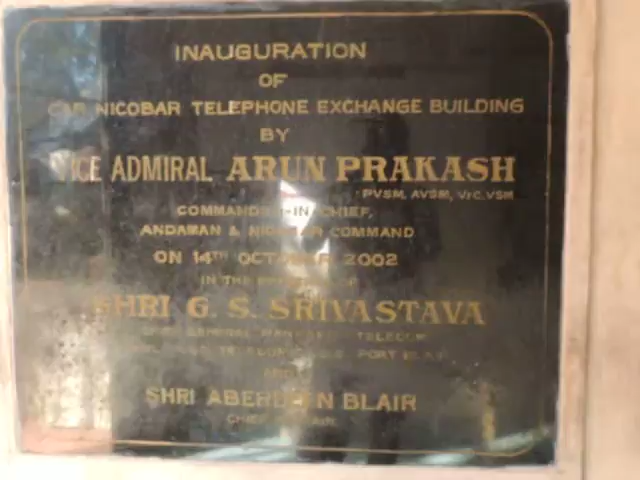 INAUGURATION
OF
CAR NICOBAR TELEPHONE EXCHANGE BUILDING
BY
VICE ADMIRAL ARUN PRAKASH
PVSM, AVSM, VrC, VSM
COMMANDER-IN-CHIEF,
ANDAMAN & NICOBAR COMMAND
ON 14TH OCTOBER 2002
IN THE PRESENCE OF
SHRI G. S. SRIVASTAVA
GENERAL MANAGER TELECOM
PORT BLAIR
AND
SHRI ABERDEEN BLAIR
CHIEF